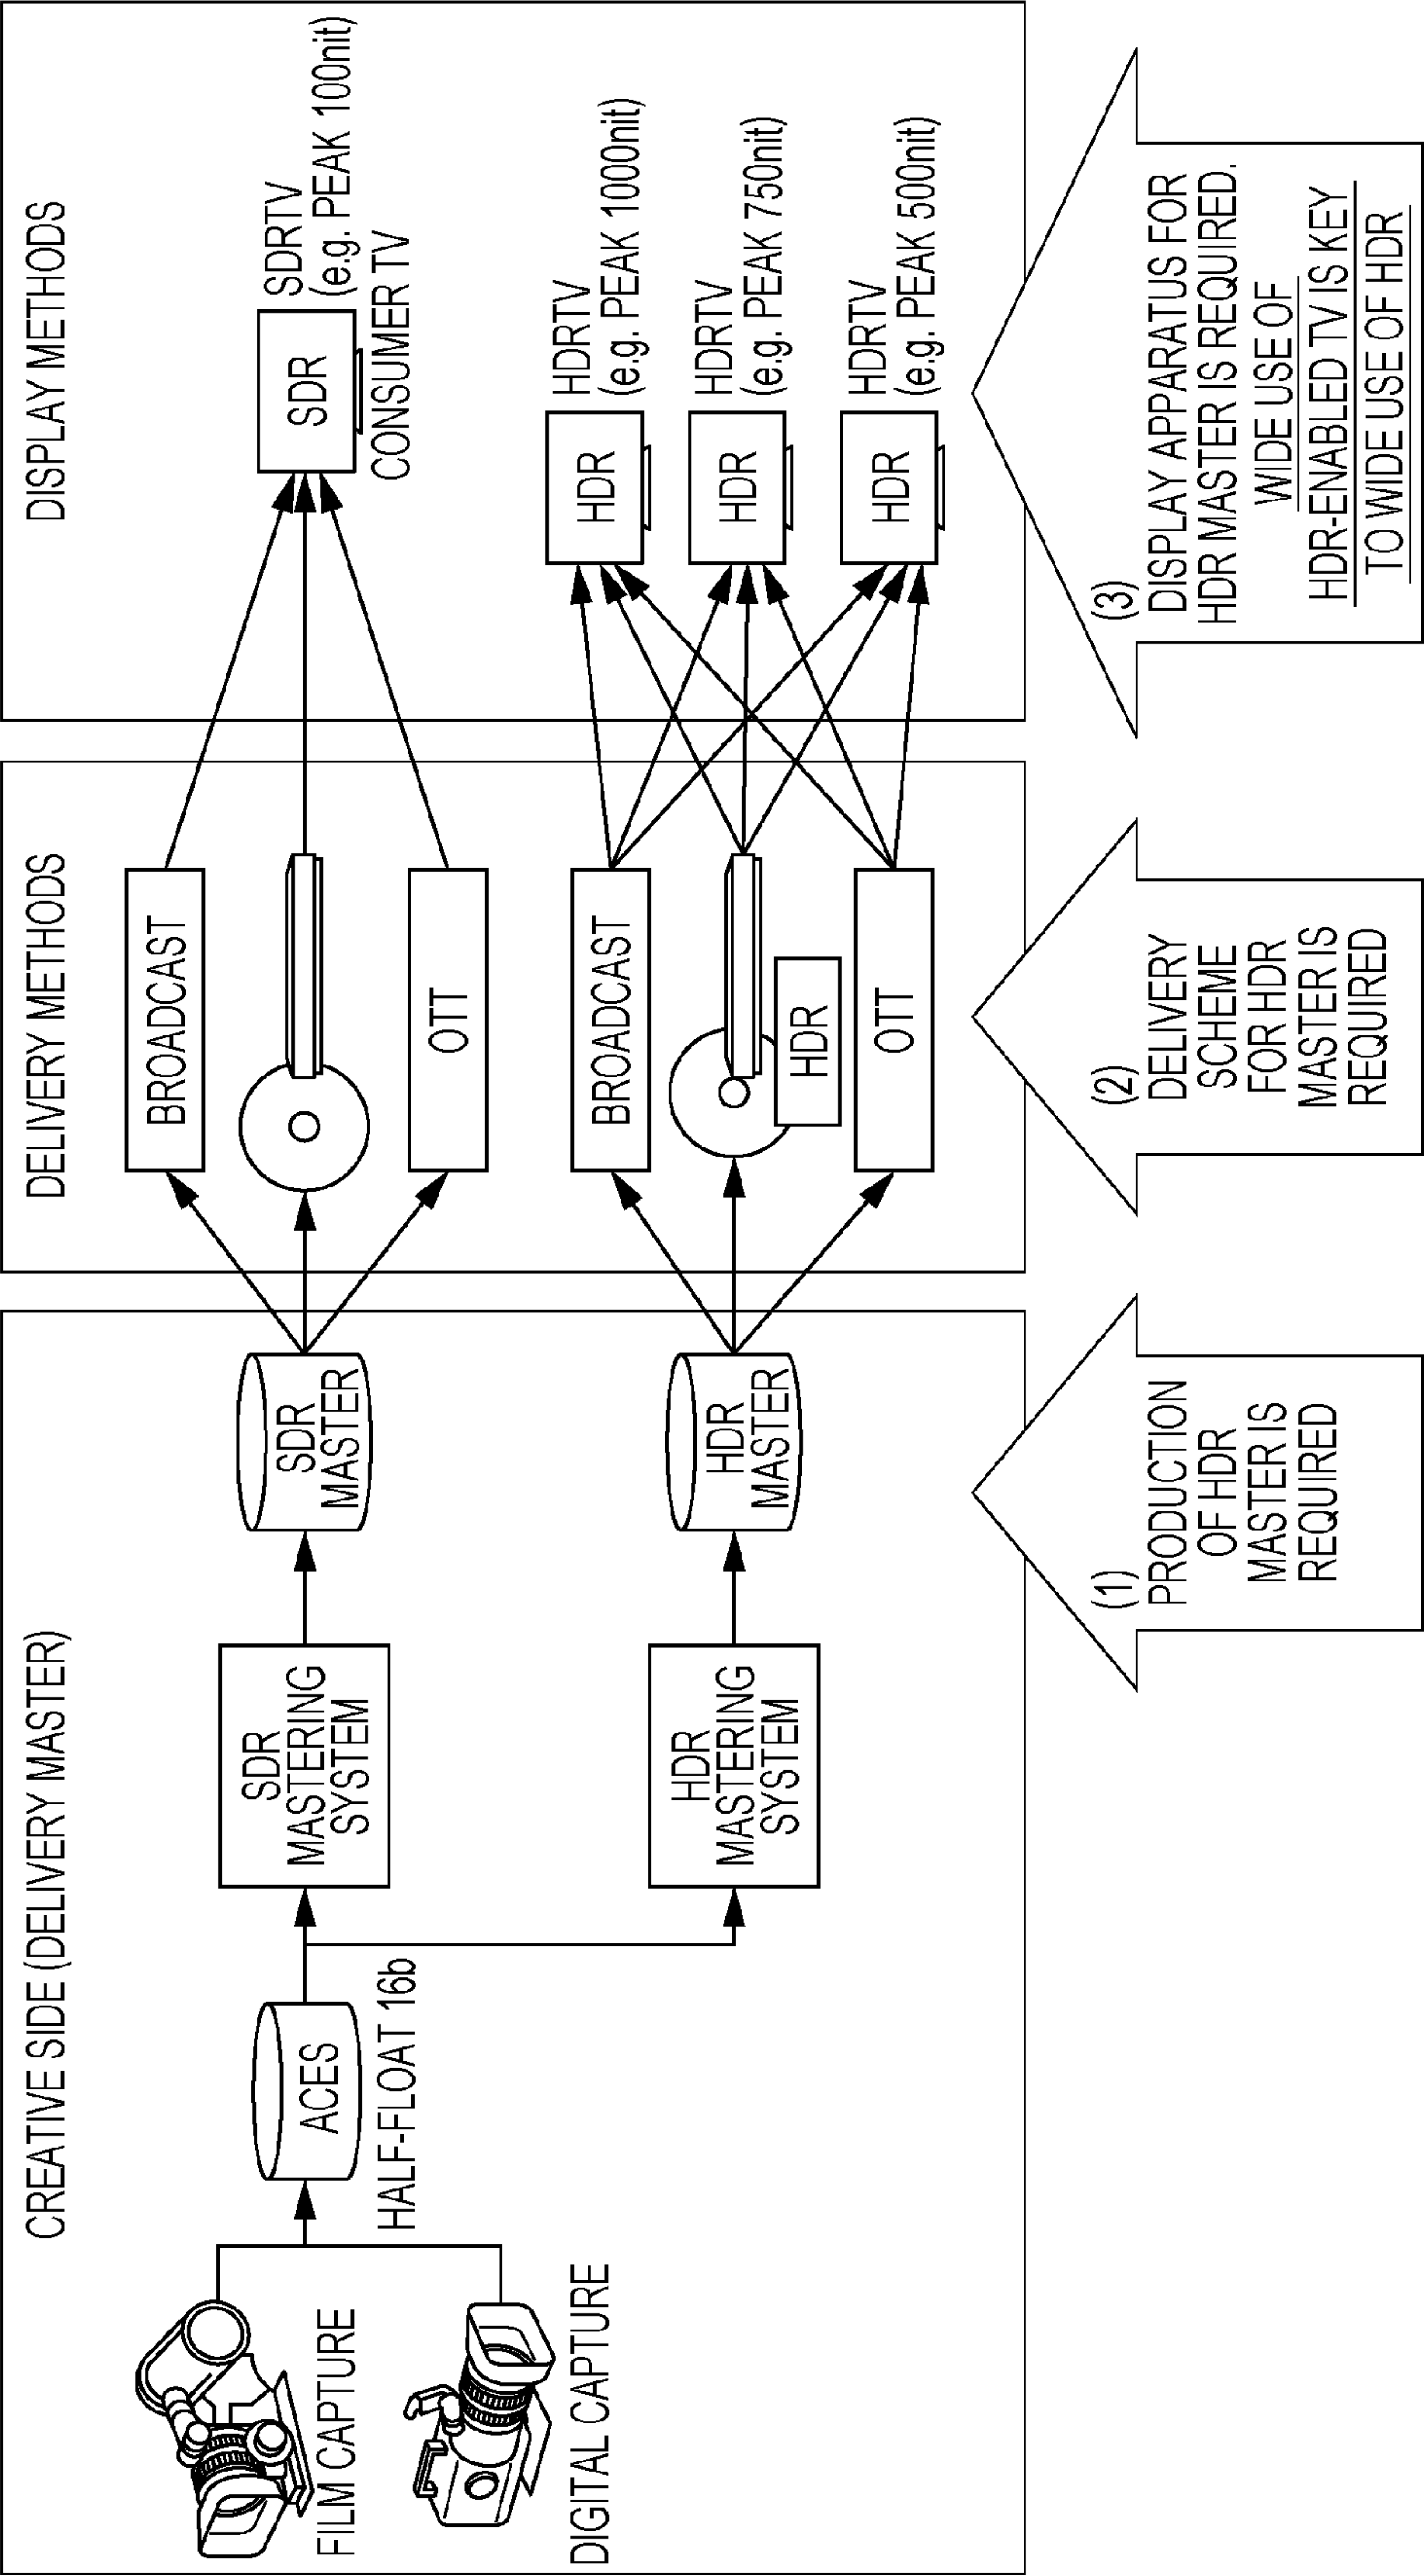 CREATIVE SIDE (DELIVERY MASTER)
FILM CAPTURE
DIGITAL CAPTURE
ACES
HALF-FLOAT 16b
SDR
MASTERING
SYSTEM
SDR
MASTER
HDR
MASTERING
SYSTEM
HDR
MASTER
DELIVERY METHODS
BROADCAST
OTT
BROADCAST
HDR
OTT
DISPLAY METHODS
SDR
SDRTV
(e.g. PEAK 100nit)
CONSUMER TV
HDR
HDRTV
(e.g. PEAK 1000nit)
HDR
HDRTV
(e.g. PEAK 750nit)
HDR
HDRTV
(e.g. PEAK 500nit)
(1)
PRODUCTION
OF HDR
MASTER IS
REQUIRED
(2)
DELIVERY
SCHEME
FOR HDR
MASTER IS
REQUIRED
(3)
DISPLAY APPARATUS FOR
HDR MASTER IS REQUIRED.
WIDE USE OF
HDR-ENABLED TV IS KEY
TO WIDE USE OF HDR